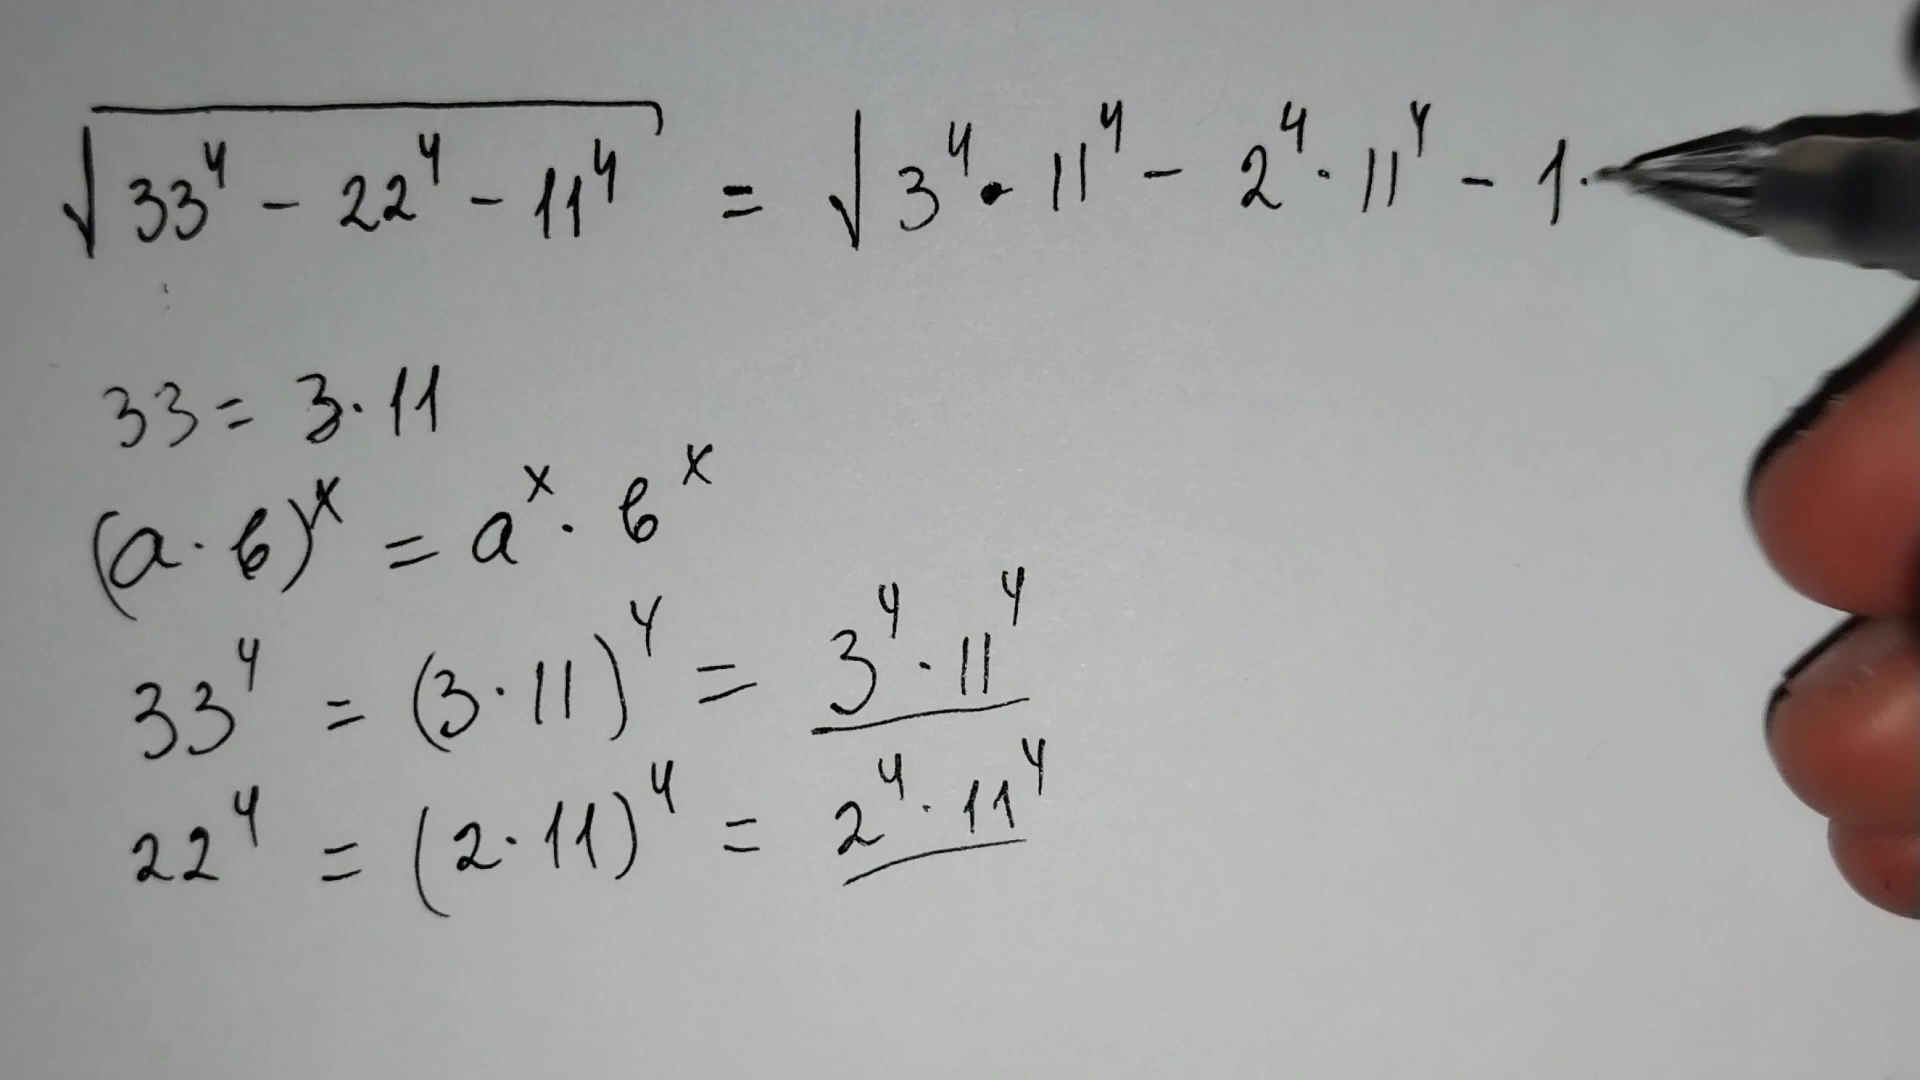 √33⁴ - 22⁴ - 11⁴ = √3⁴ · 11⁴ - 2⁴ · 11⁴ - 1 ·
33 = 3 · 11
(a · b)ˣ = aˣ · bˣ
33⁴ = (3 · 11)⁴ = 3⁴ · 11⁴
22⁴ = (2 · 11)⁴ = 2⁴ · 11⁴